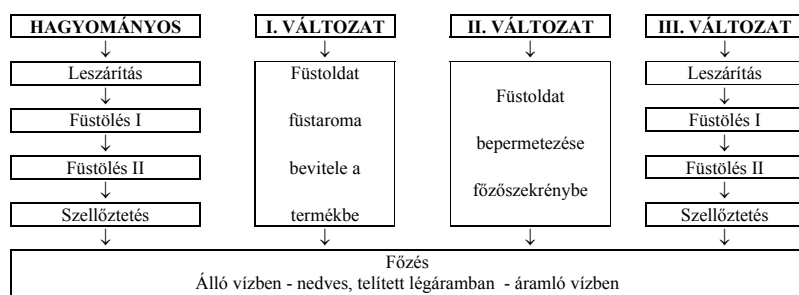 HAGYOMÁNYOS
↓
Leszárítás
↓
Füstölés I
↓
Füstölés II
↓
Szellőztetés
↓
I. VÁLTOZAT
↓
Füstoldat
füstaroma
bevitele a
termékbe
↓
II. VÁLTOZAT
↓
Füstoldat
bepermetezése
főzőszekrénybe
↓
III. VÁLTOZAT
↓
Leszárítás
↓
Füstölés I
↓
Füstölés II
↓
Szellőztetés
↓
Főzés
Álló vízben - nedves, telített légáramban - áramló vízben